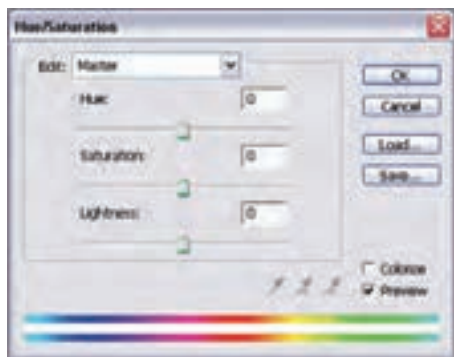 Hue/Saturation
Edit: Master
OK
Hue: 0
Cancel
Saturation: 0
Load...
Save...
Lightness: 0
Colorize
Preview